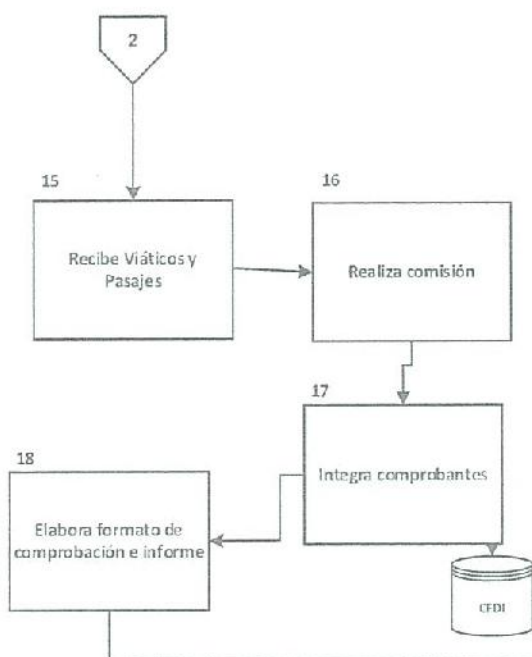 2
15
Recibe Viáticos y
Pasajes
16
Realiza comisión
17
Integra comprobantes
18
Elabora formato de
comprobación e informe
CFDI